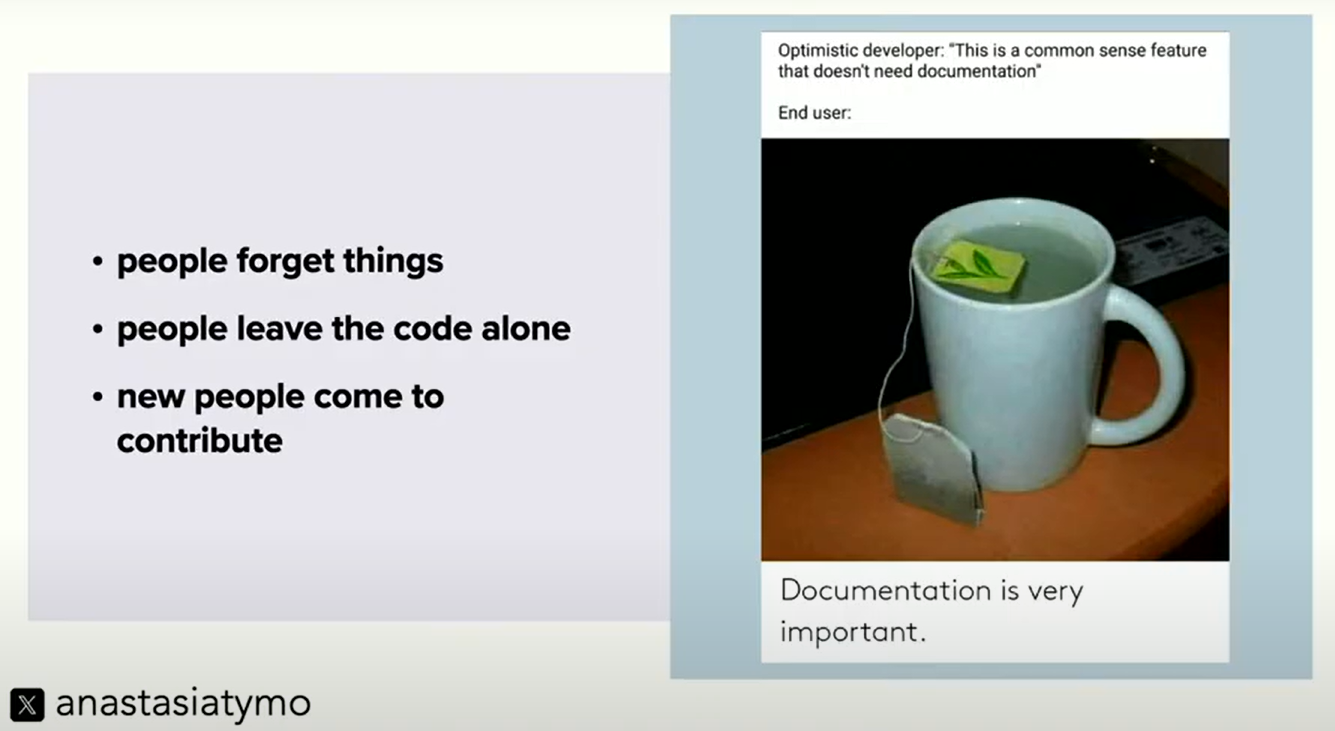 • people forget things
• people leave the code alone
• new people come to
contribute
Optimistic developer: "This is a common sense feature
that doesn't need documentation"
End user:
Documentation is very
important.
X anastasiatymo